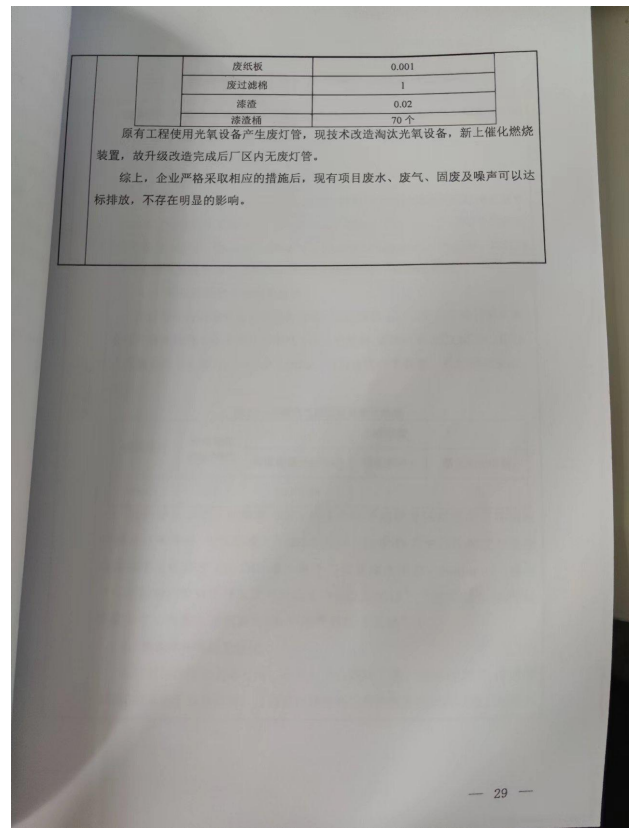 废纸板 0.001
废过滤棉 1
漆渣 0.02
漆渣桶 70 个
原有工程使用光氧设备产生废灯管，现技术改造淘汰光氧设备，新上催化燃烧
装置，故升级改造完成后厂区内无废灯管。
综上，企业严格采取相应的措施后，现有项目废水、废气、固废及噪声可以达
标排放，不存在明显的影响。
— 29 —